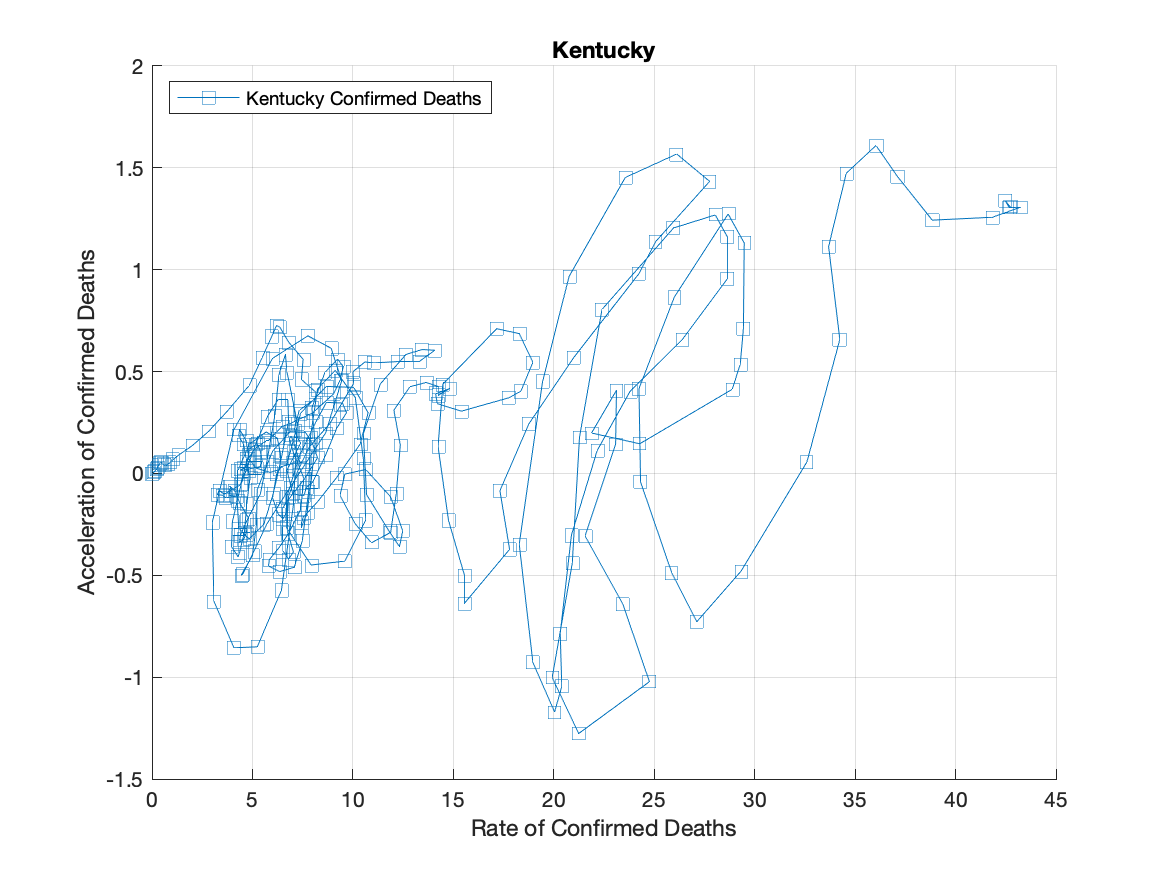 Kentucky
2
Kentucky Confirmed Deaths
1.5
1
0.5
0
-0.5
-1
-1.5
Acceleration of Confirmed Deaths
0 5 10 15 20 25 30 35 40 45
Rate of Confirmed Deaths